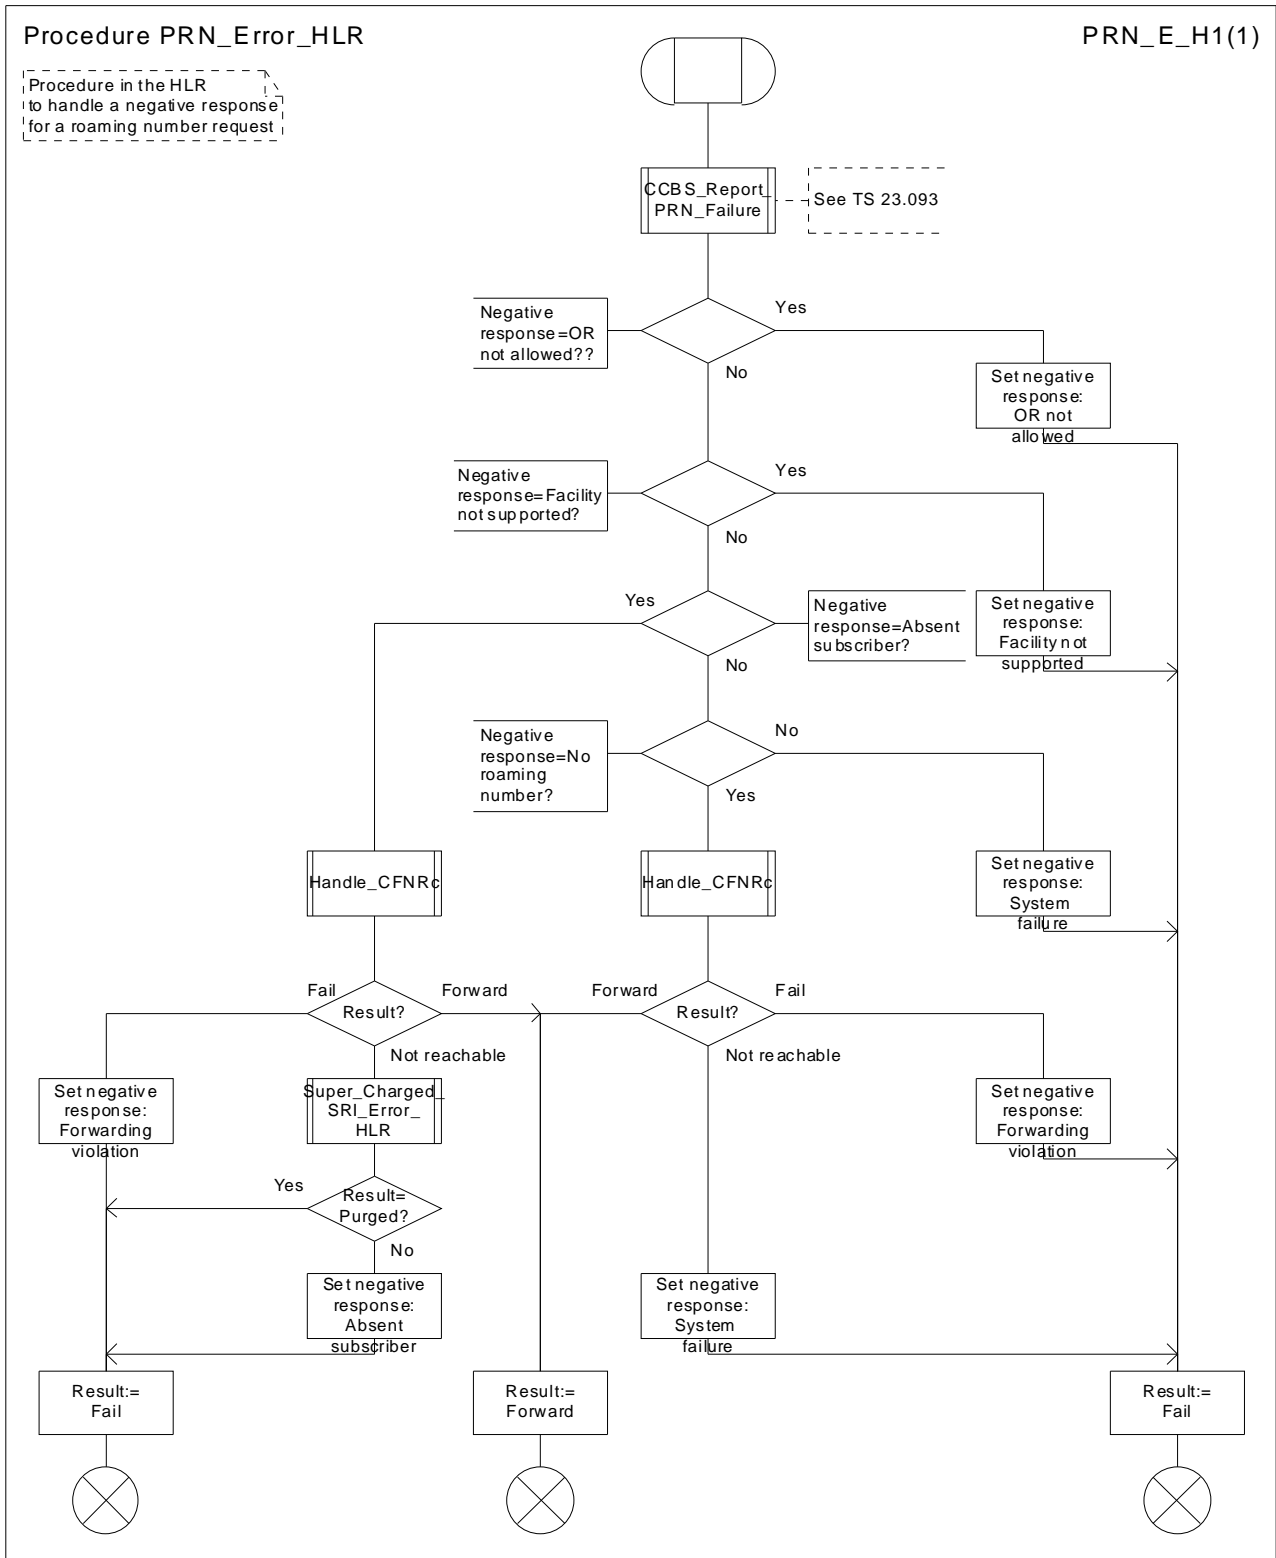 Procedure PRN_Error_HLR
PRN_E_H1(1)
Procedure in the HLR
to handle a negative response
for a roaming number request
CCBS_Report_
PRN_Failure
See TS 23.093
Negative
response=OR
not allowed??
Yes
No
Set negative
response:
OR not
allowed
Negative
response=Facility
not supported?
Yes
No
Yes
Negative
response=Absent
subscriber?
No
Set negative
response:
Facility not
supported
Negative
response=No
roaming
number?
No
Yes
Handle_CFNRc
Handle_CFNRc
Set negative
response:
System
failure
Fail
Result?
Forward
Not reachable
Forward
Result?
Fail
Not reachable
Set negative
response:
Forwarding
violation
Super_Charged_
SRI_Error_
HLR
Set negative
response:
Forwarding
violation
Yes
Result=
Purged?
No
Set negative
response:
Absent
subscriber
Set negative
response:
System
failure
Result:=
Fail
Result:=
Forward
Result:=
Fail